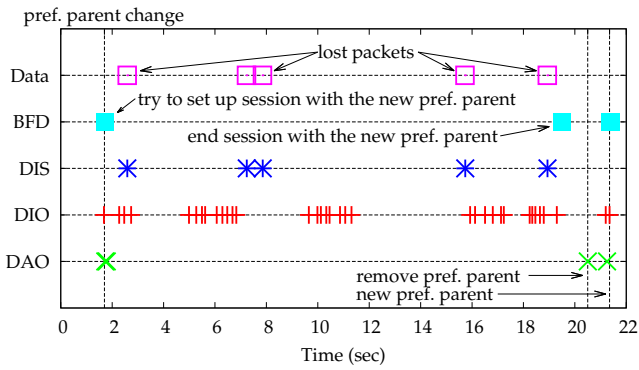 pref. parent change
lost packets
Data
try to set up session with the new pref. parent
BFD
end session with the new pref. parent
DIS
DIO
DAO
remove pref. parent
new pref. parent
0 2 4 6 8 10 12 14 16 18 20 22
Time (sec)